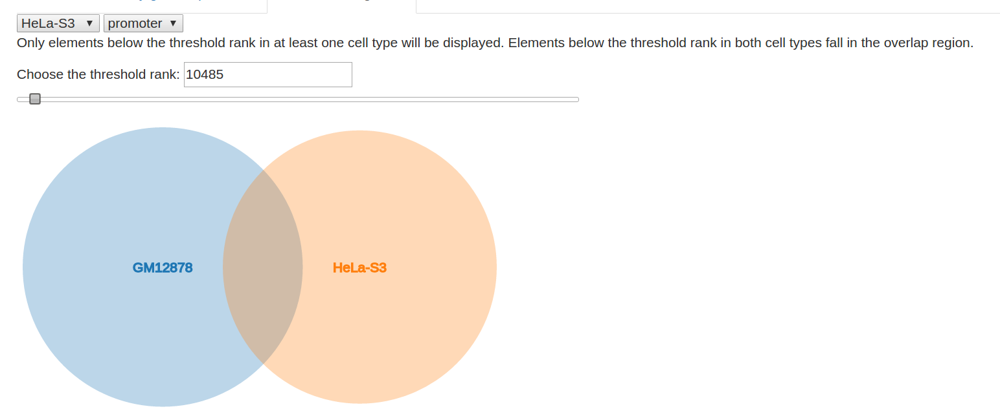 HeLa-S3 promoter
Only elements below the threshold rank in at least one cell type will be displayed. Elements below the threshold rank in both cell types fall in the overlap region.
Choose the threshold rank: 10485
GM12878 HeLa-S3